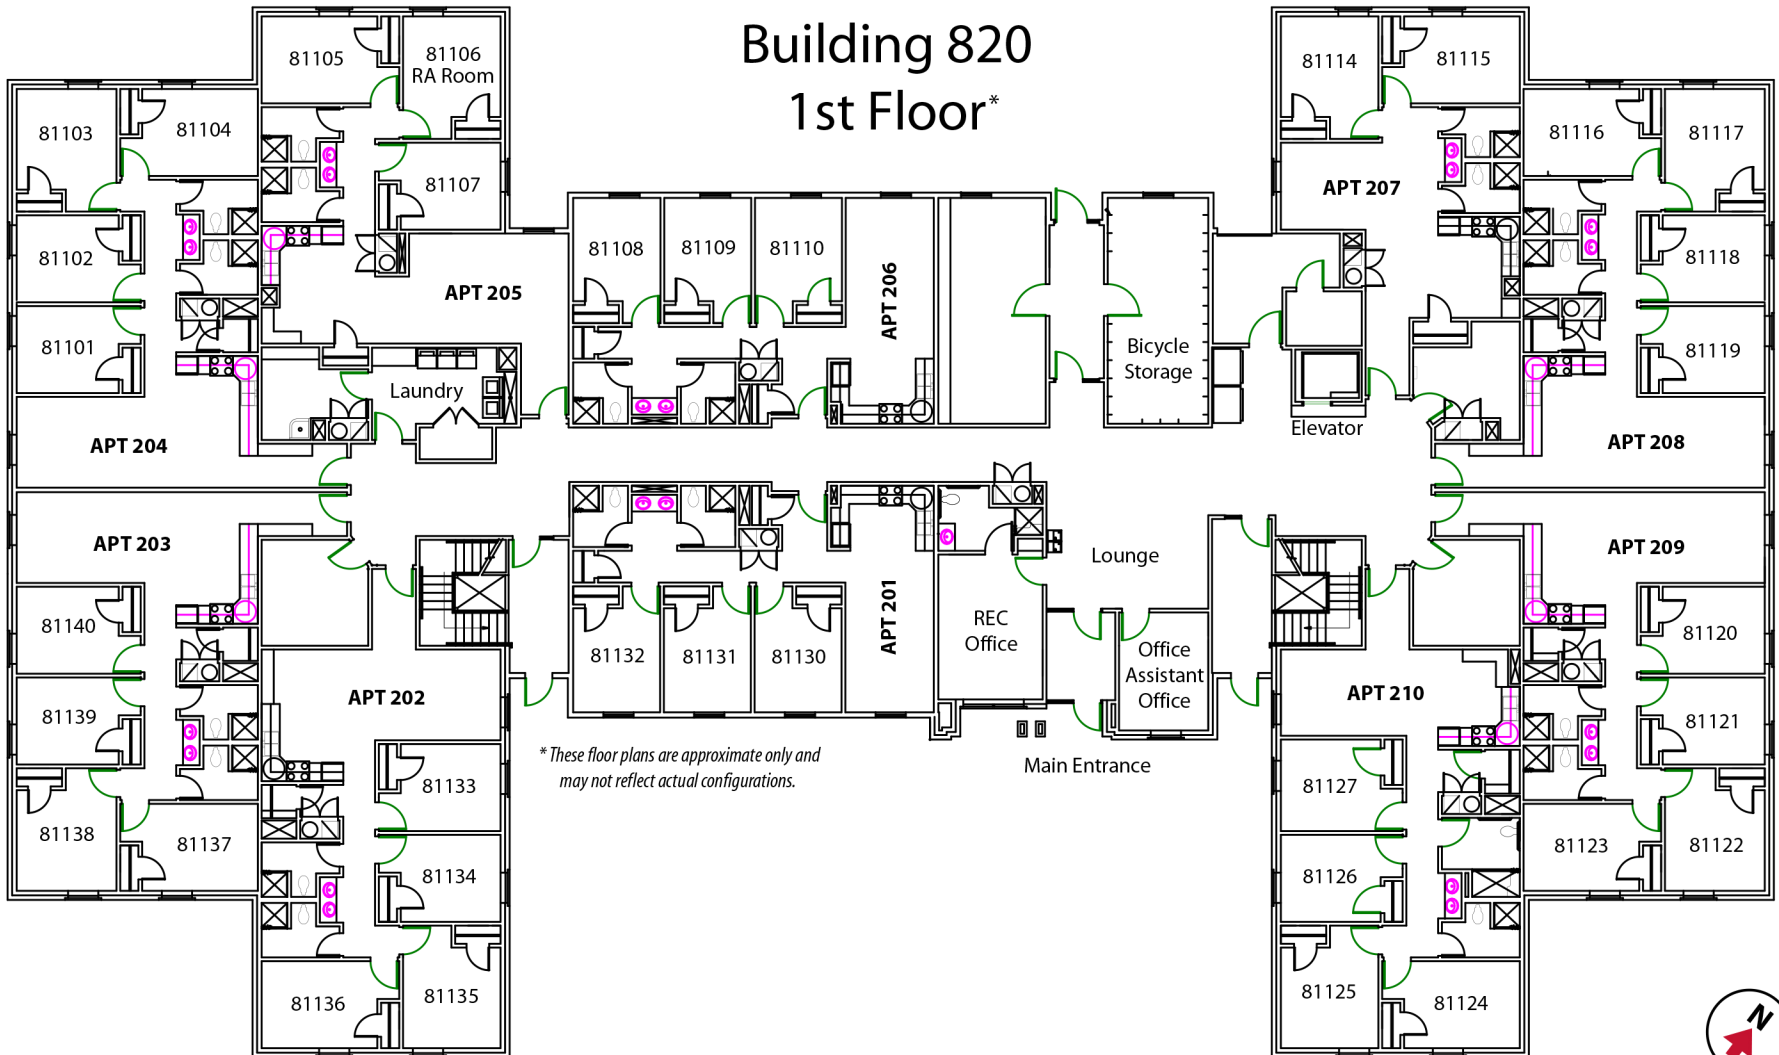 Building 820
1st Floor*
81105
81106
RA Room
81114
81115
81103
81104
81116
81117
81107
APT 207
81102
81108
81109
81110
APT 206
81118
APT 205
81101
Bicycle
Storage
81119
Laundry
Elevator
APT 204
APT 208
APT 203
Lounge
APT 209
81140
81132
81131
81130
APT 201
REC
Office
Office
Assistant
Office
81120
81139
APT 202
APT 210
81121
* These floor plans are approximate only and
may not reflect actual configurations.
Main Entrance
81133
81127
81138
81137
81123
81122
81134
81126
81136
81135
81125
81124
N